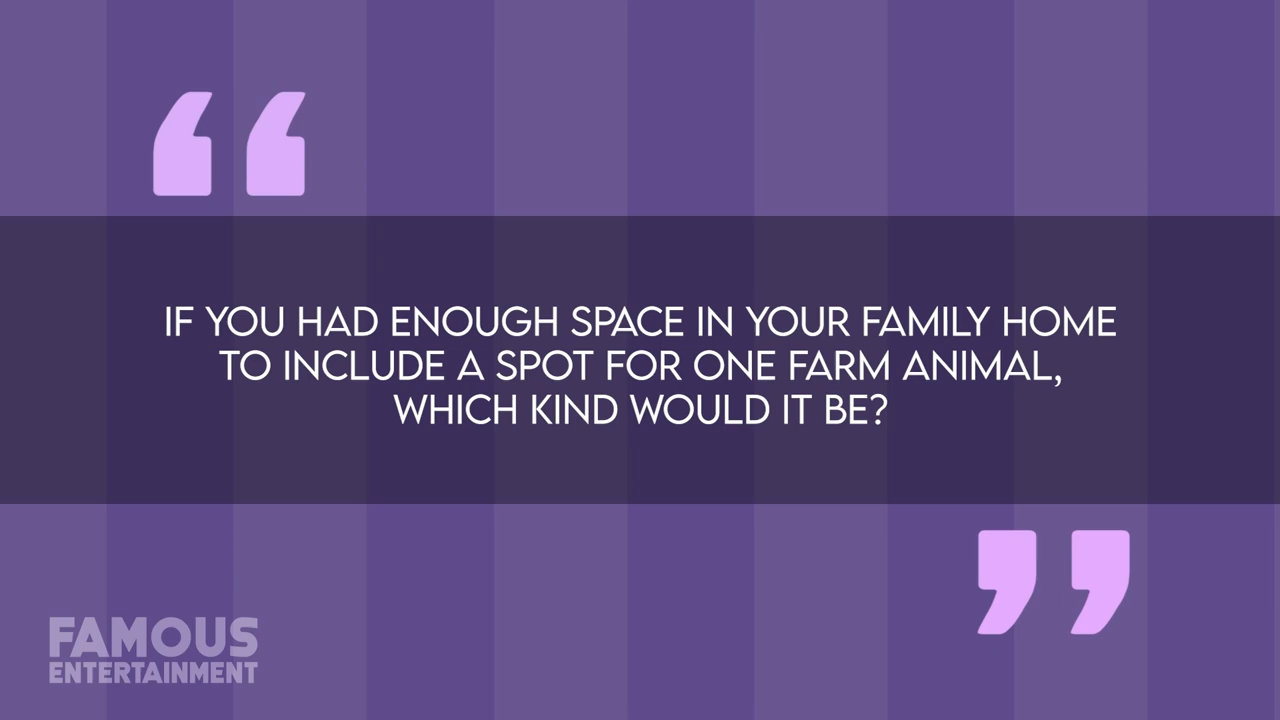 “
IF YOU HAD ENOUGH SPACE IN YOUR FAMILY HOME
TO INCLUDE A SPOT FOR ONE FARM ANIMAL,
WHICH KIND WOULD IT BE?
”
FAMOUS
ENTERTAINMENT